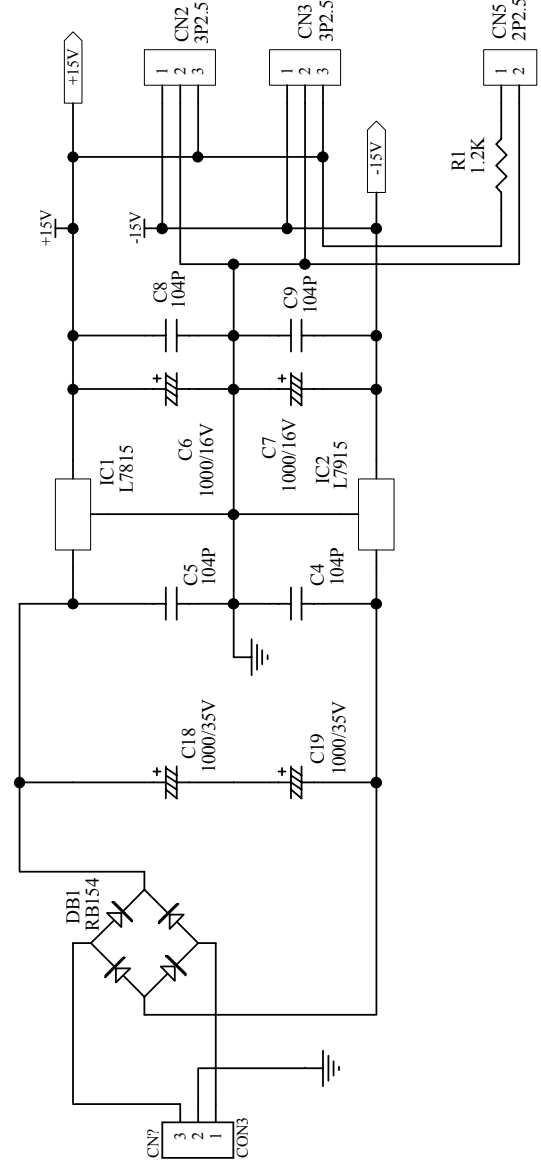 CN?
3
2
1
CON3
DB1
RB154
+
C18
1000/35V
+
C19
1000/35V
C5
104P
C4
104P
IC1
L7815
IC2
L7915
+
C6
1000/16V
+
C7
1000/16V
C8
104P
C9
104P
+15V
-15V
+15V
-15V
CN2
3P2.5
1
2
3
CN3
3P2.5
1
2
3
R1
1.2K
CN5
2P2.5
1
2